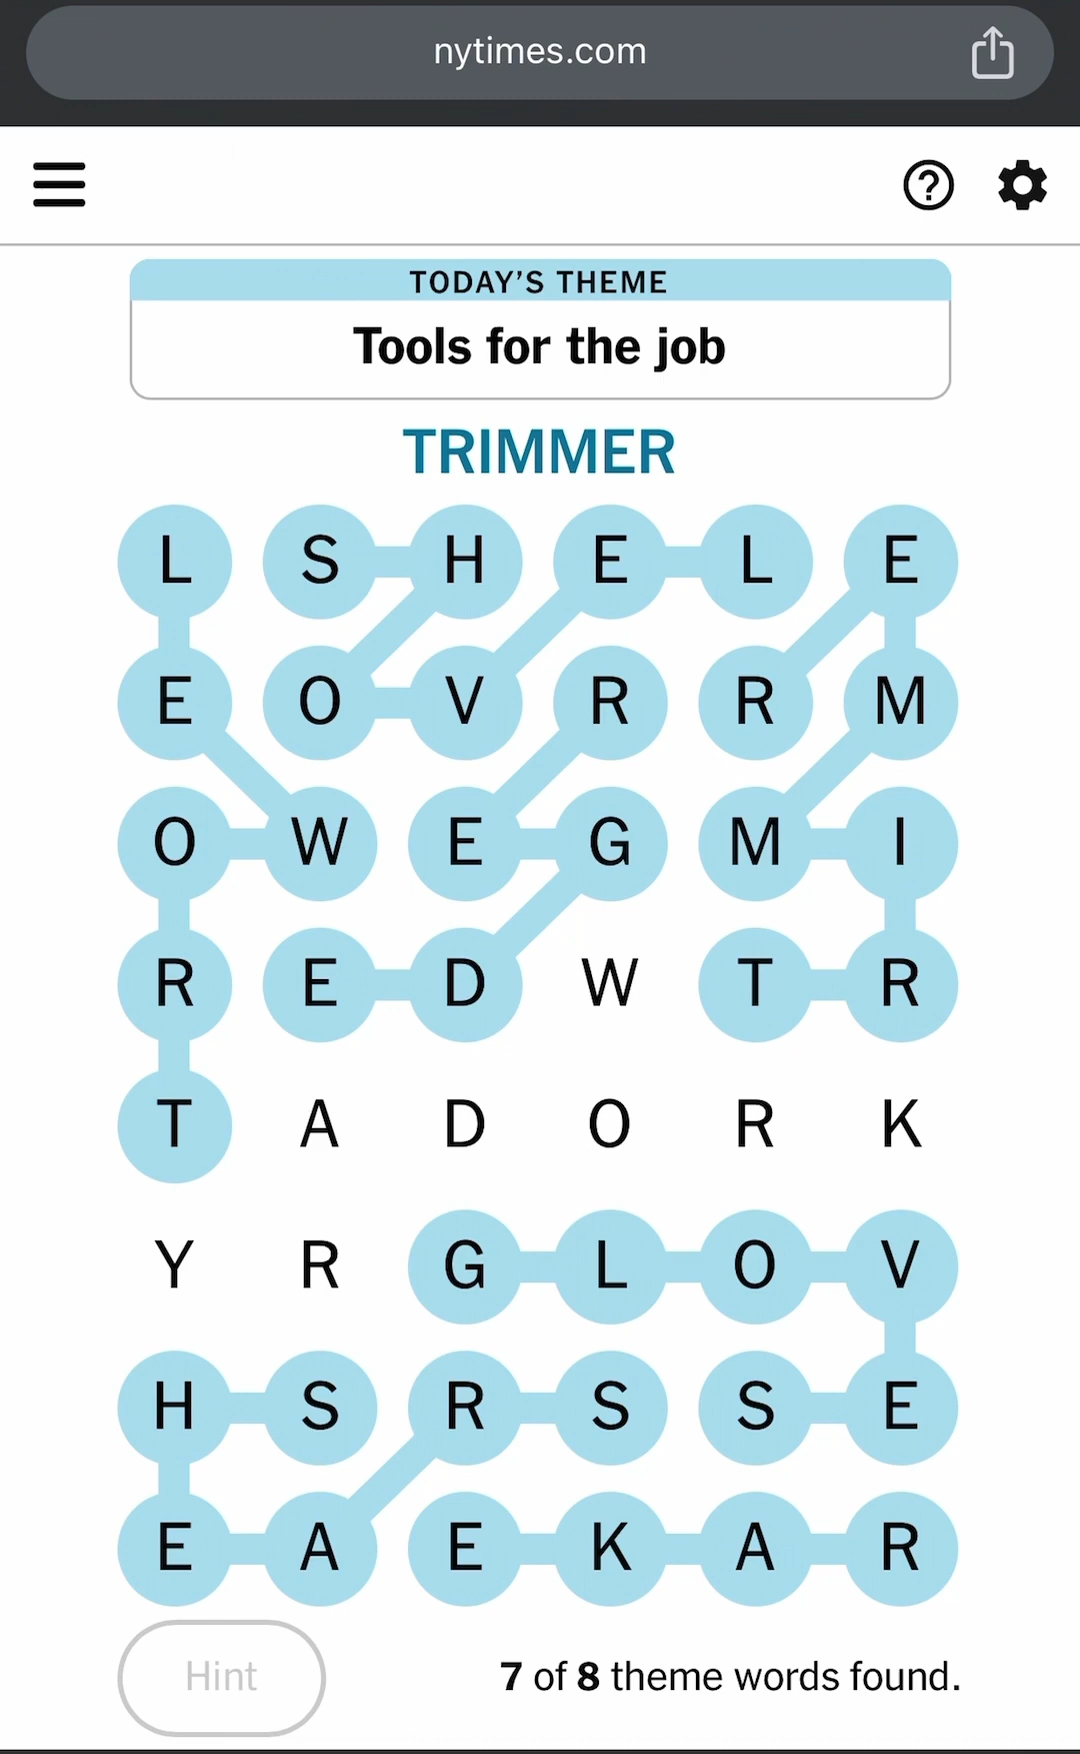 nytimes.com
TODAY’S THEME
Tools for the job
TRIMMER
L S H E L E
E O V R R M
O W E G M I
R E D W T R
T A D O R K
Y R G L O V
H S R S S E
E A E K A R
Hint
7 of 8 theme words found.